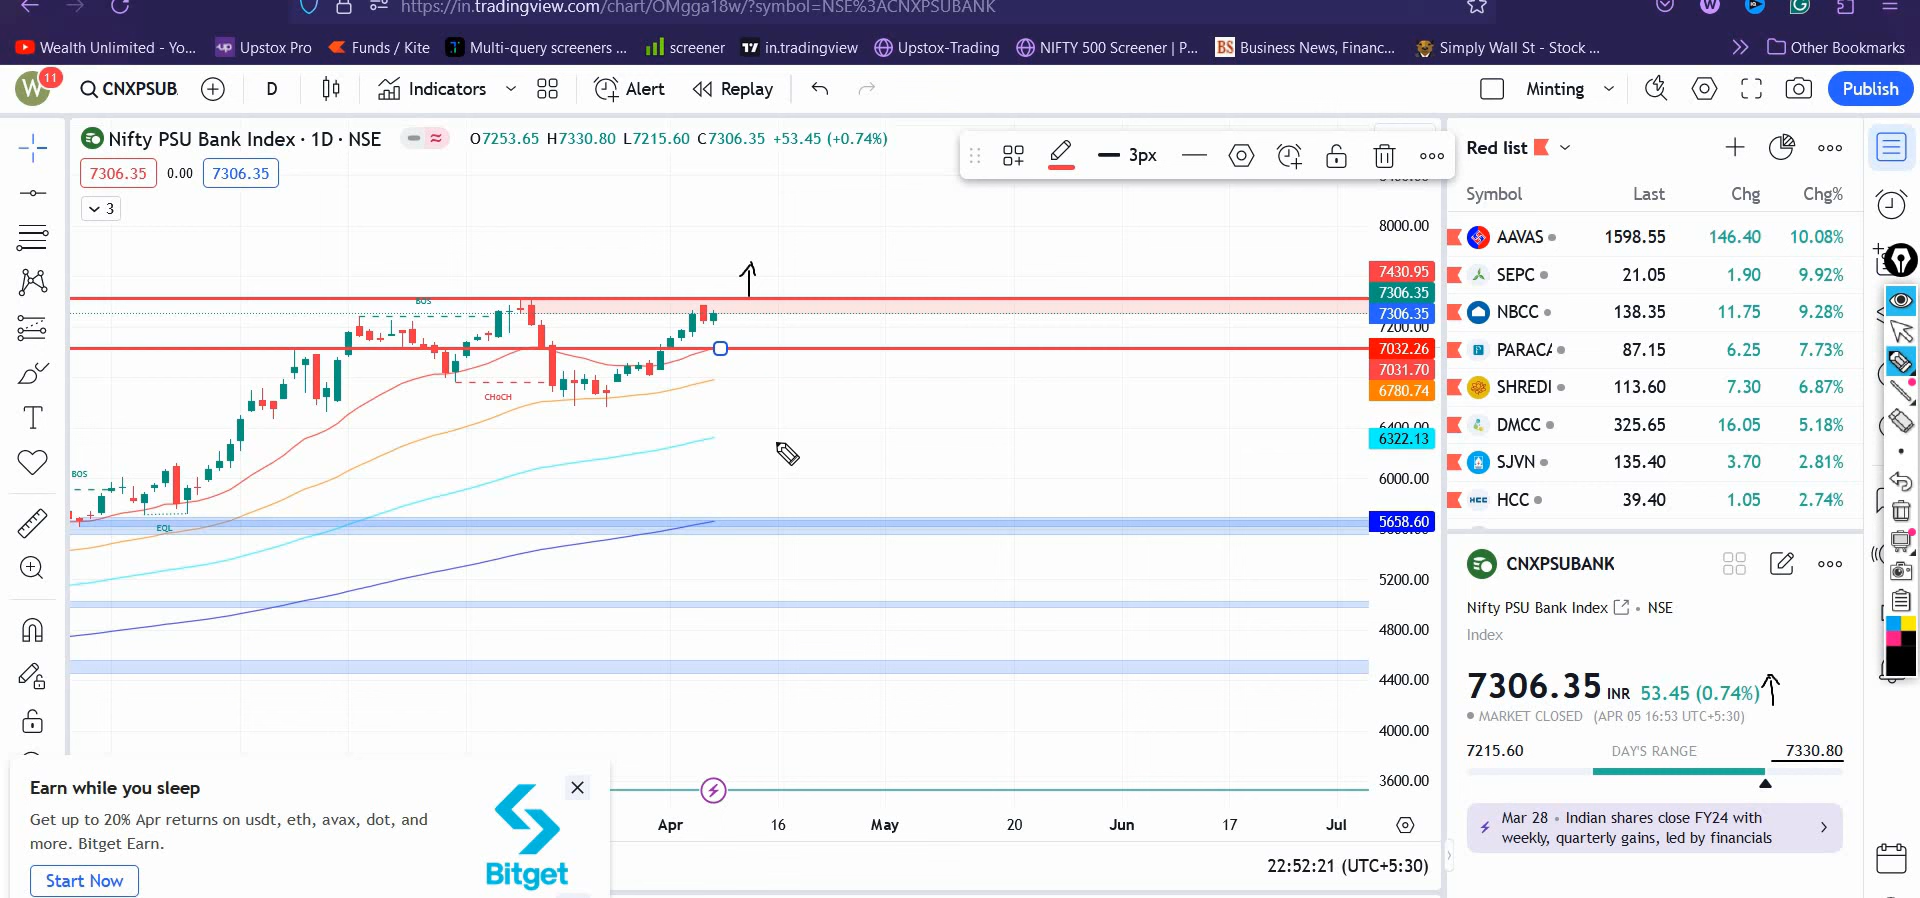 https://in.tradingview.com/chart/OMgga18w/?symbol=NSE%3ACNXPSUBANK
Wealth Unlimited - Yo... up Upstox Pro Funds / Kite Multi-query screeners ... screener in.tradingview Upstox-Trading NIFTY 500 Screener | P... BS Business News, Financ... Simply Wall St - Stock ... Other Bookmarks
W 11 CNXPSUB D Indicators Alert Replay Minting Publish
Nifty PSU Bank Index · 1D · NSE O7253.65 H7330.80 L7215.60 C7306.35 +53.45 (+0.74%)
7306.35 0.00 7306.35
3
3px
8000.00
7430.95
7306.35
7306.35
7200.00
7032.26
7031.70
6780.74
6400.00
6322.13
6000.00
5658.60
5200.00
4800.00
4400.00
4000.00
3600.00
BOS
CHoCH
BOS
EQL
Apr 16 May 20 Jun 17 Jul
22:52:21 (UTC+5:30)
Earn while you sleep
Get up to 20% Apr returns on usdt, eth, avax, dot, and
more. Bitget Earn.
Start Now
Bitget
Red list
Symbol Last Chg Chg%
AAVAS 1598.55 146.40 10.08%
SEPC 21.05 1.90 9.92%
NBCC 138.35 11.75 9.28%
PARACA 87.15 6.25 7.73%
SHREDI 113.60 7.30 6.87%
DMCC 325.65 16.05 5.18%
SJVN 135.40 3.70 2.81%
HCC HCC 39.40 1.05 2.74%
CNXPSUBANK
Nifty PSU Bank Index • NSE
Index
7306.35 INR 53.45 (0.74%)
MARKET CLOSED (APR 05 16:53 UTC+5:30)
7215.60 DAY'S RANGE 7330.80
Mar 28 • Indian shares close FY24 with
weekly, quarterly gains, led by financials